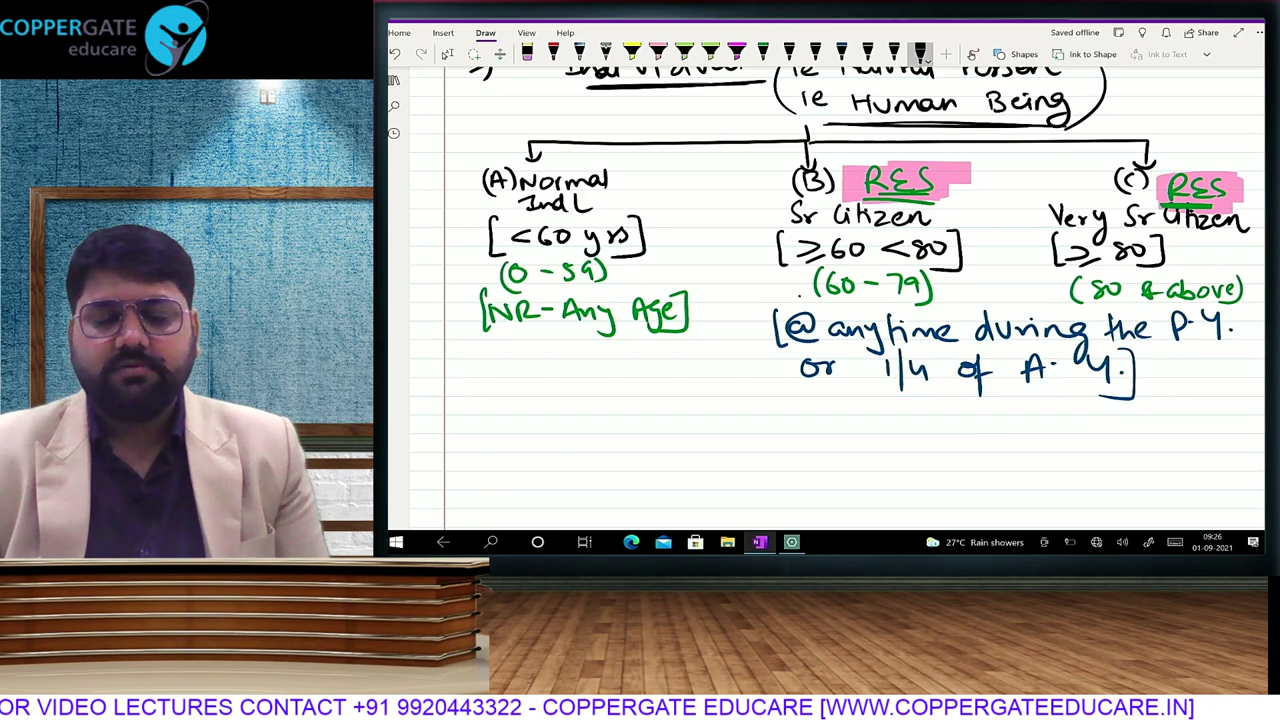 COPPERGATE
educare
Home Insert Draw View Help
Saved offline
Share
Shapes
Ink to Shape
Ink to Text
ie
ie Human Being
(A) Normal
Ind L
[<60 yrs]
(0-59)
[NR-Any Age]
(B) RES
Sr Citizen
[≥60 <80]
(60-79)
(C) RES
Very Sr Citizen
[≥ 80]
(80 & above)
[@ anytime during the P.Y.
or 1/4 of A.Y.]
27°C Rain showers
09:26
01-09-2021
OR VIDEO LECTURES CONTACT +91 9920443322 - COPPERGATE EDUCARE [WWW.COPPERGATEEDUCARE.IN]